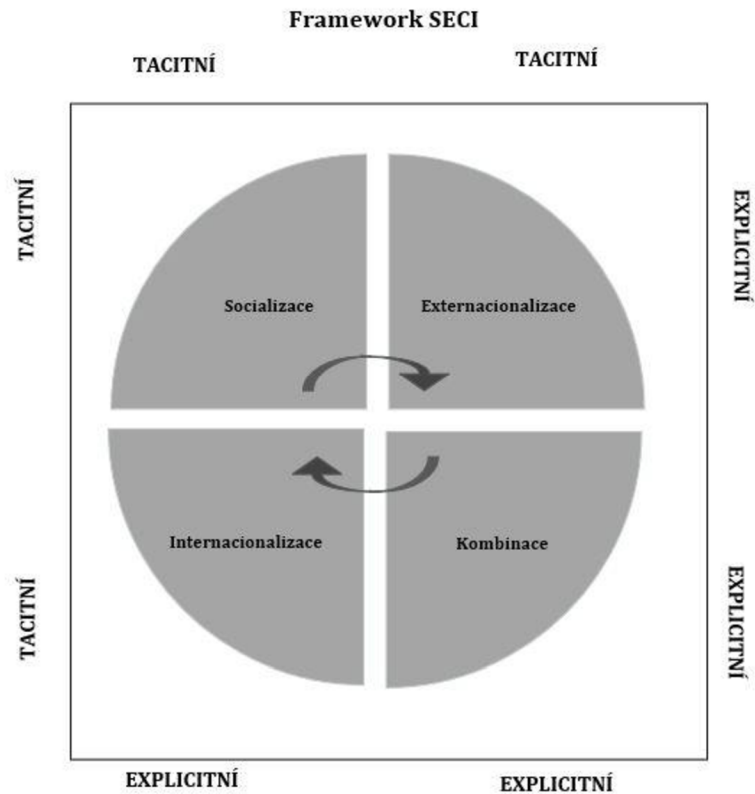 Framework SECI
TACITNÍ
TACITNÍ
TACITNÍ
EXPLICITNÍ
Socializace
Externacionalizace
Internacionalizace
Kombinace
TACITNÍ
EXPLICITNÍ
EXPLICITNÍ
EXPLICITNÍ